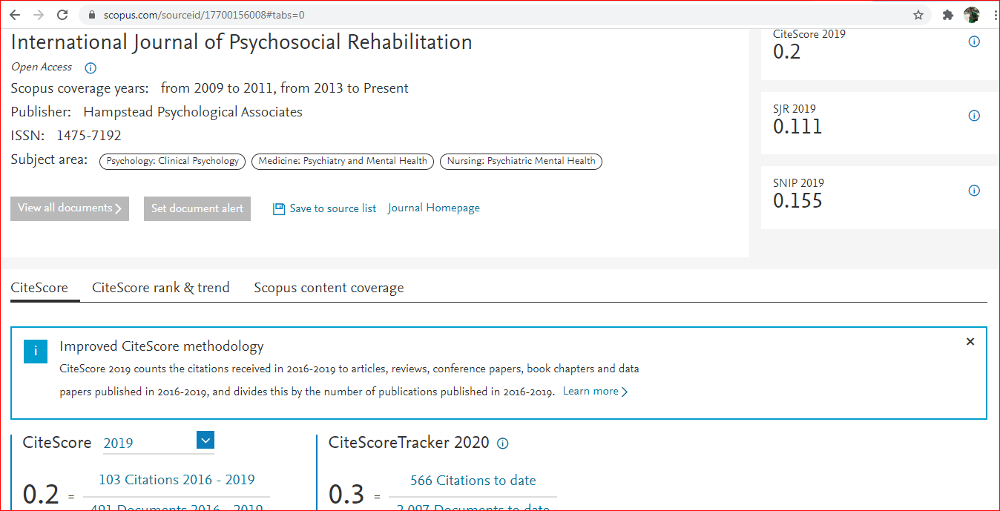 scopus.com/sourceid/17700156008#tabs=0
International Journal of Psychosocial Rehabilitation
Open Access
Scopus coverage years: from 2009 to 2011, from 2013 to Present
Publisher: Hampstead Psychological Associates
ISSN: 1475-7192
Subject area: Psychology: Clinical Psychology Medicine: Psychiatry and Mental Health Nursing: Psychiatric Mental Health
View all documents
Set document alert
Save to source list
Journal Homepage
CiteScore 2019
0.2
SJR 2019
0.111
SNIP 2019
0.155
CiteScore
CiteScore rank & trend
Scopus content coverage
i
Improved CiteScore methodology
CiteScore 2019 counts the citations received in 2016-2019 to articles, reviews, conference papers, book chapters and data
papers published in 2016-2019, and divides this by the number of publications published in 2016-2019. Learn more
CiteScore 2019
0.2 =
103 Citations 2016 - 2019
491 Documents 2016 - 2019
CiteScoreTracker 2020
0.3 =
566 Citations to date
2,097 Documents to date